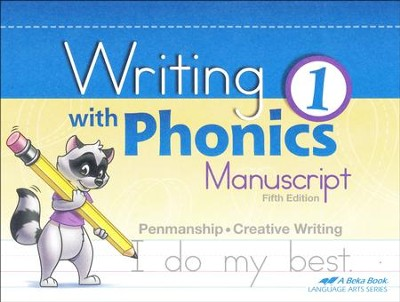 Writing 1
with Phonics
Manuscript
Fifth Edition
Penmanship • Creative Writing
I do my best.
A Beka Book
LANGUAGE ARTS SERIES